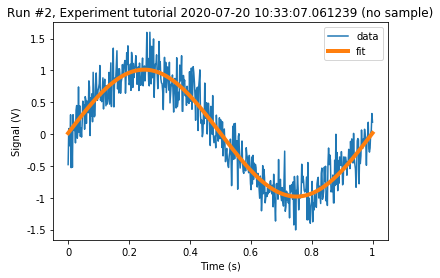 Run #2, Experiment tutorial 2020-07-20 10:33:07.061239 (no sample)
data
fit
Signal (V)
1.5
1
0.5
0
-0.5
-1
-1.5
0
0.2
0.4
0.6
0.8
1
Time (s)